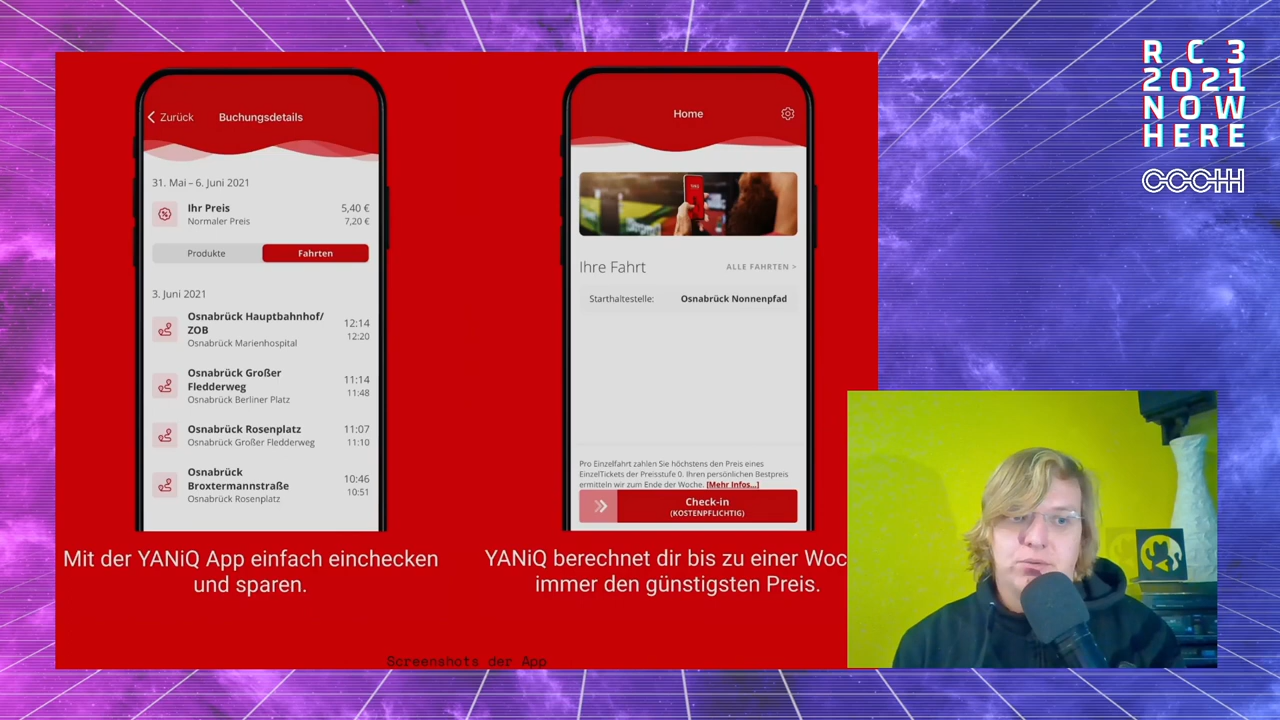 Zurück
Buchungsdetails
31. Mai – 6. Juni 2021
Ihr Preis
5,40 €
Normaler Preis
7,20 €
Produkte
Fahrten
3. Juni 2021
Osnabrück Hauptbahnhof/
ZOB
12:14
12:20
Osnabrück Marienhospital
Osnabrück Großer
Fledderweg
11:14
11:48
Osnabrück Berliner Platz
Osnabrück Rosenplatz
11:07
Osnabrück Großer Fledderweg
11:10
Osnabrück
Broxtermannstraße
10:46
10:51
Osnabrück Rosenplatz
Mit der YANiQ App einfach einchecken
und sparen.
Home
Ihre Fahrt
ALLE FAHRTEN >
Starthaltestelle:
Osnabrück Nonnenpfad
Pro Einzelfahrt zahlen Sie höchstens den Preis eines
EinzelTickets der Preisstufe 0. Ihren persönlichen Bestpreis
ermitteln wir zum Ende der Woche. [Mehr Infos...]
Check-in
(KOSTENPFLICHTIG)
YANiQ berechnet dir bis zu einer Woc
immer den günstigsten Preis.
Screenshots der App
RC3
2021
NOW
HERE
CCCHH